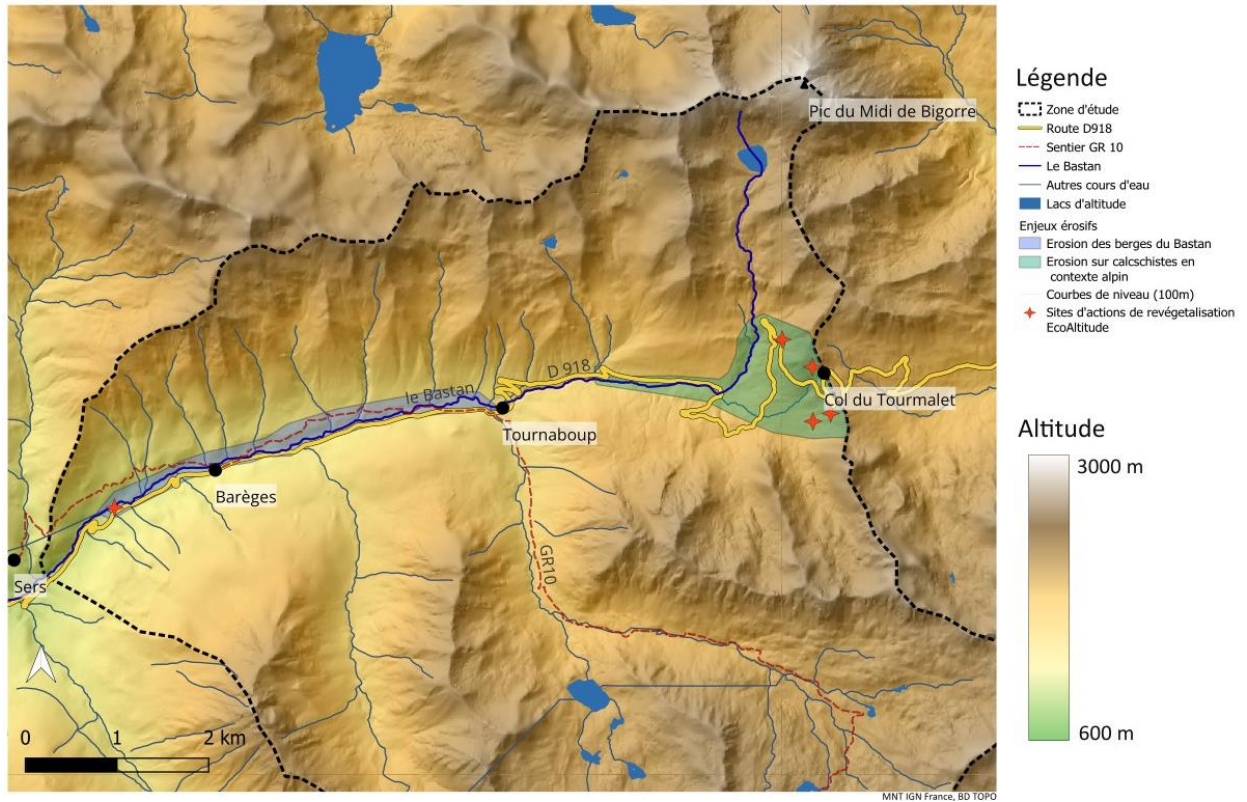 Pic du Midi de Bigorre
D 918
le Bastan
Col du Tourmalet
Tournaboup
Barèges
GR10
Sers
0 1 2 km
MNT IGN France, BD TOPO
Légende
Zone d'étude
Route D918
Sentier GR 10
Le Bastan
Autres cours d'eau
Lacs d'altitude
Enjeux érosifs
Erosion des berges du Bastan
Erosion sur calcschistes en
contexte alpin
Courbes de niveau (100m)
Sites d'actions de revégetalisation
EcoAltitude
Altitude
3000 m
600 m